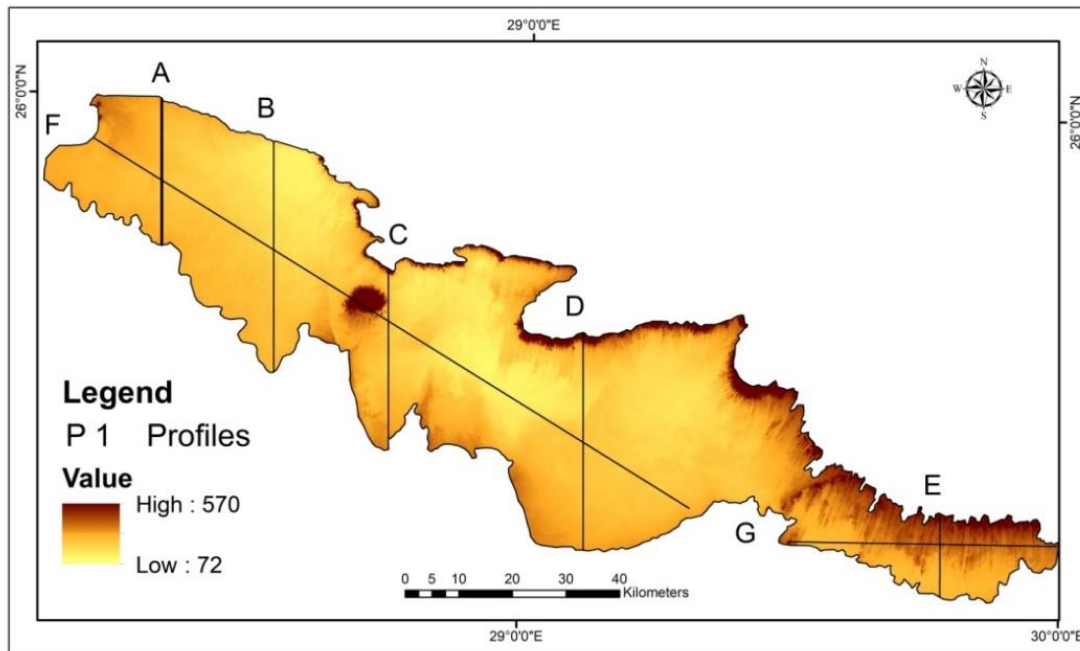 29°0'0"E
26°0'0"N
26°0'0"N
N
W E
S
A
B
F
C
D
E
G
Legend
P 1 Profiles
Value
High : 570
Low : 72
0 5 10 20 30 40
Kilometers
29°0'0"E
30°0'0"E